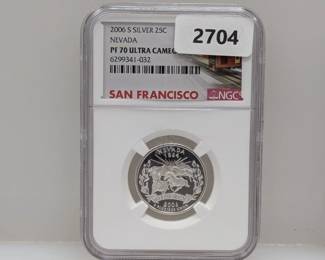 2704
2006 S SILVER 25C
NEVADA
PF 70 ULTRA CAMEO
6299341-032
SAN FRANCISCO
NGC
NEVADA
1864
2006